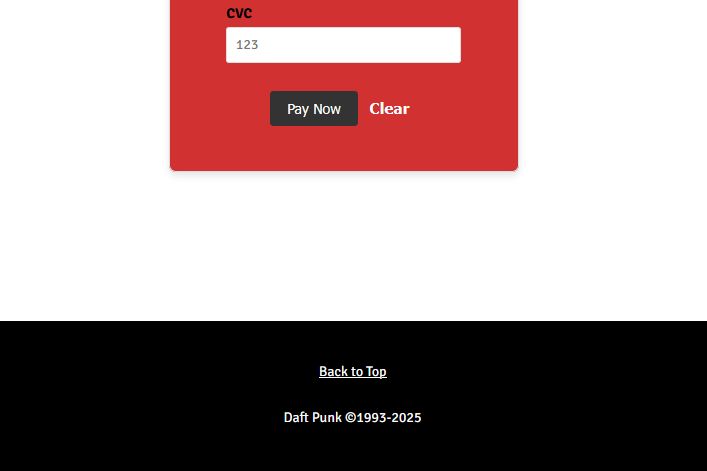 CVC
123
Pay Now Clear
Back to Top
Daft Punk ©1993-2025